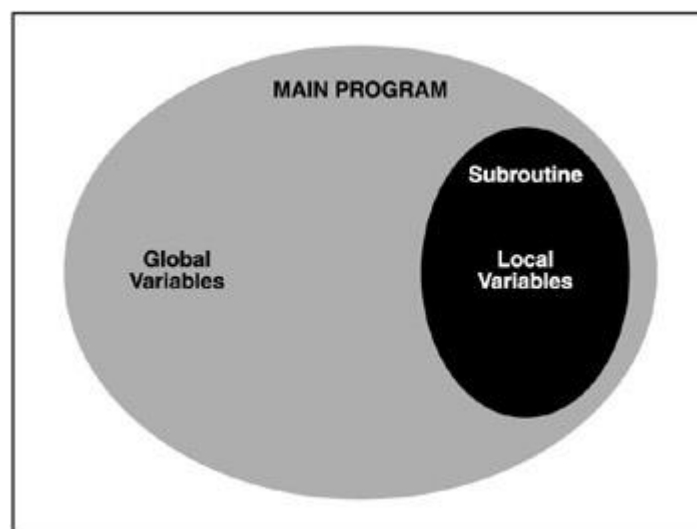 MAIN PROGRAM
Subroutine
Global
Variables
Local
Variables